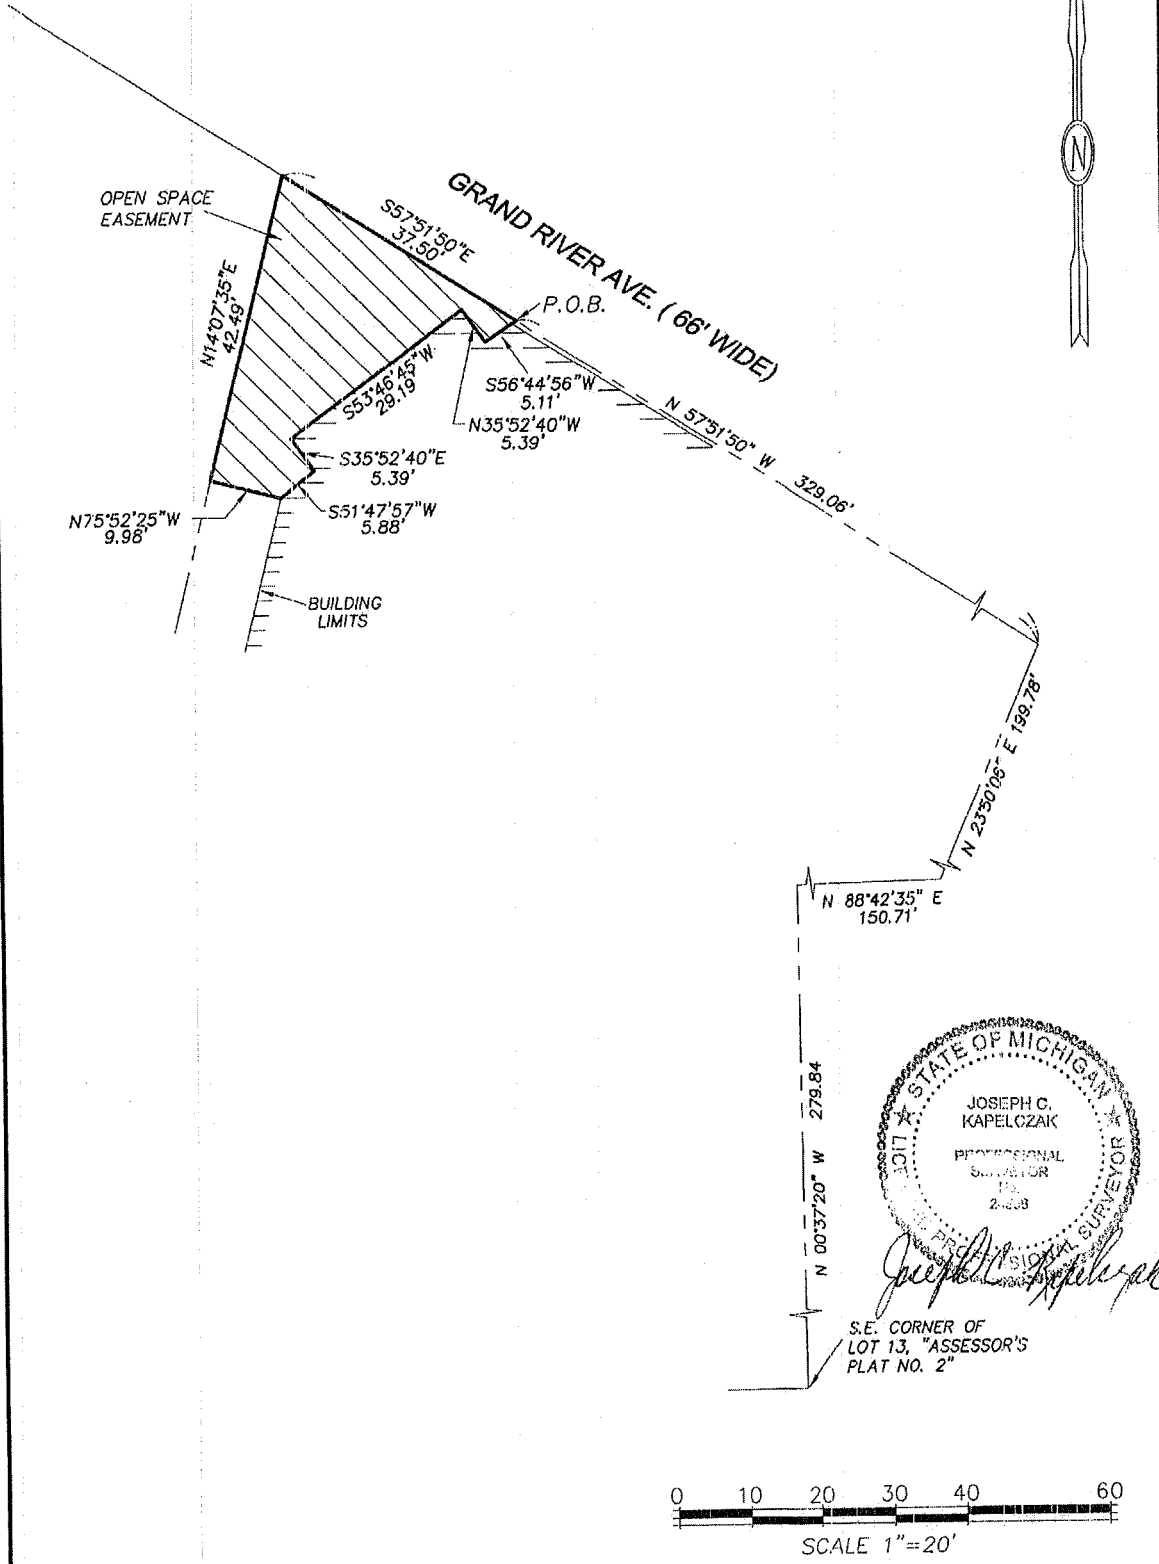 N
OPEN SPACE
EASEMENT
S57°51'50"E
37.50'
GRAND RIVER AVE. ( 66' WIDE)
N14°07'35"E
42.49'
P.O.B.
S53°46'45"W
29.19'
S56°44'56"W
5.11'
N35°52'40"W
5.39'
N 57°51'50" W 329.06'
S35°52'40"E
5.39'
S51°47'57"W
5.88'
N75°52'25"W
9.98'
BUILDING
LIMITS
N 23°50'05" E 199.78'
N 88°42'35" E
150.71'
N 00°37'20" W 279.84
STATE OF MICHIGAN
JOSEPH C.
KAPELCZAK
PROFESSIONAL
SURVEYOR
PROFESSIONAL SURVEYOR
Joseph C. Kapelczak
S.E. CORNER OF
LOT 13, "ASSESSOR'S
PLAT NO. 2"
0 10 20 30 40 60
SCALE 1"=20'